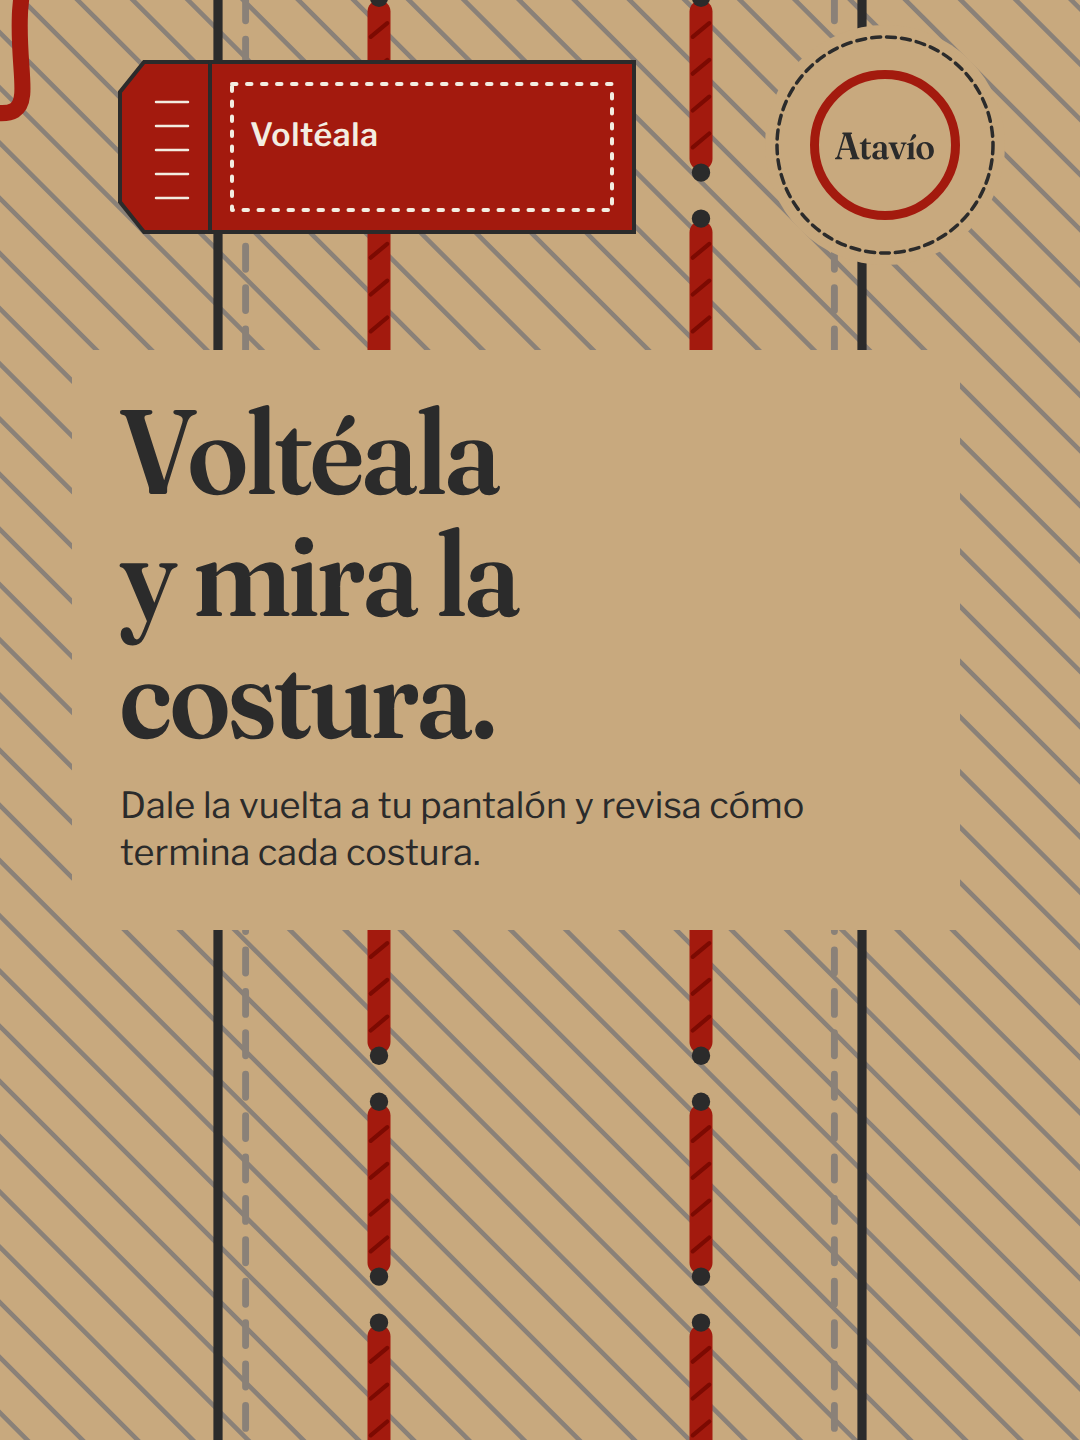 Voltéala
Atavío
Voltéala
y mira la
costura.
Dale la vuelta a tu pantalón y revisa cómo
termina cada costura.